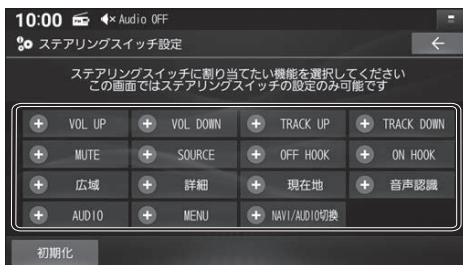 10:00 Audio OFF
ステアリングスイッチ設定
ステアリングスイッチに割り当てたい機能を選択してください
この画面ではステアリングスイッチの設定のみ可能です
VOL UP VOL DOWN TRACK UP TRACK DOWN
MUTE SOURCE OFF HOOK ON HOOK
広域 詳細 現在地 音声認識
AUDIO MENU NAVI/AUDIO切換
初期化